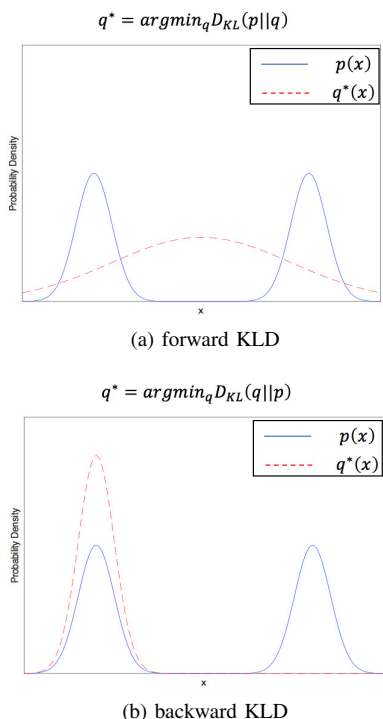 q* = argmin_q D_KL(p||q)
p(x)
q*(x)
Probability Density
x
(a) forward KLD
q* = argmin_q D_KL(q||p)
p(x)
q*(x)
Probability Density
x
(b) backward KLD